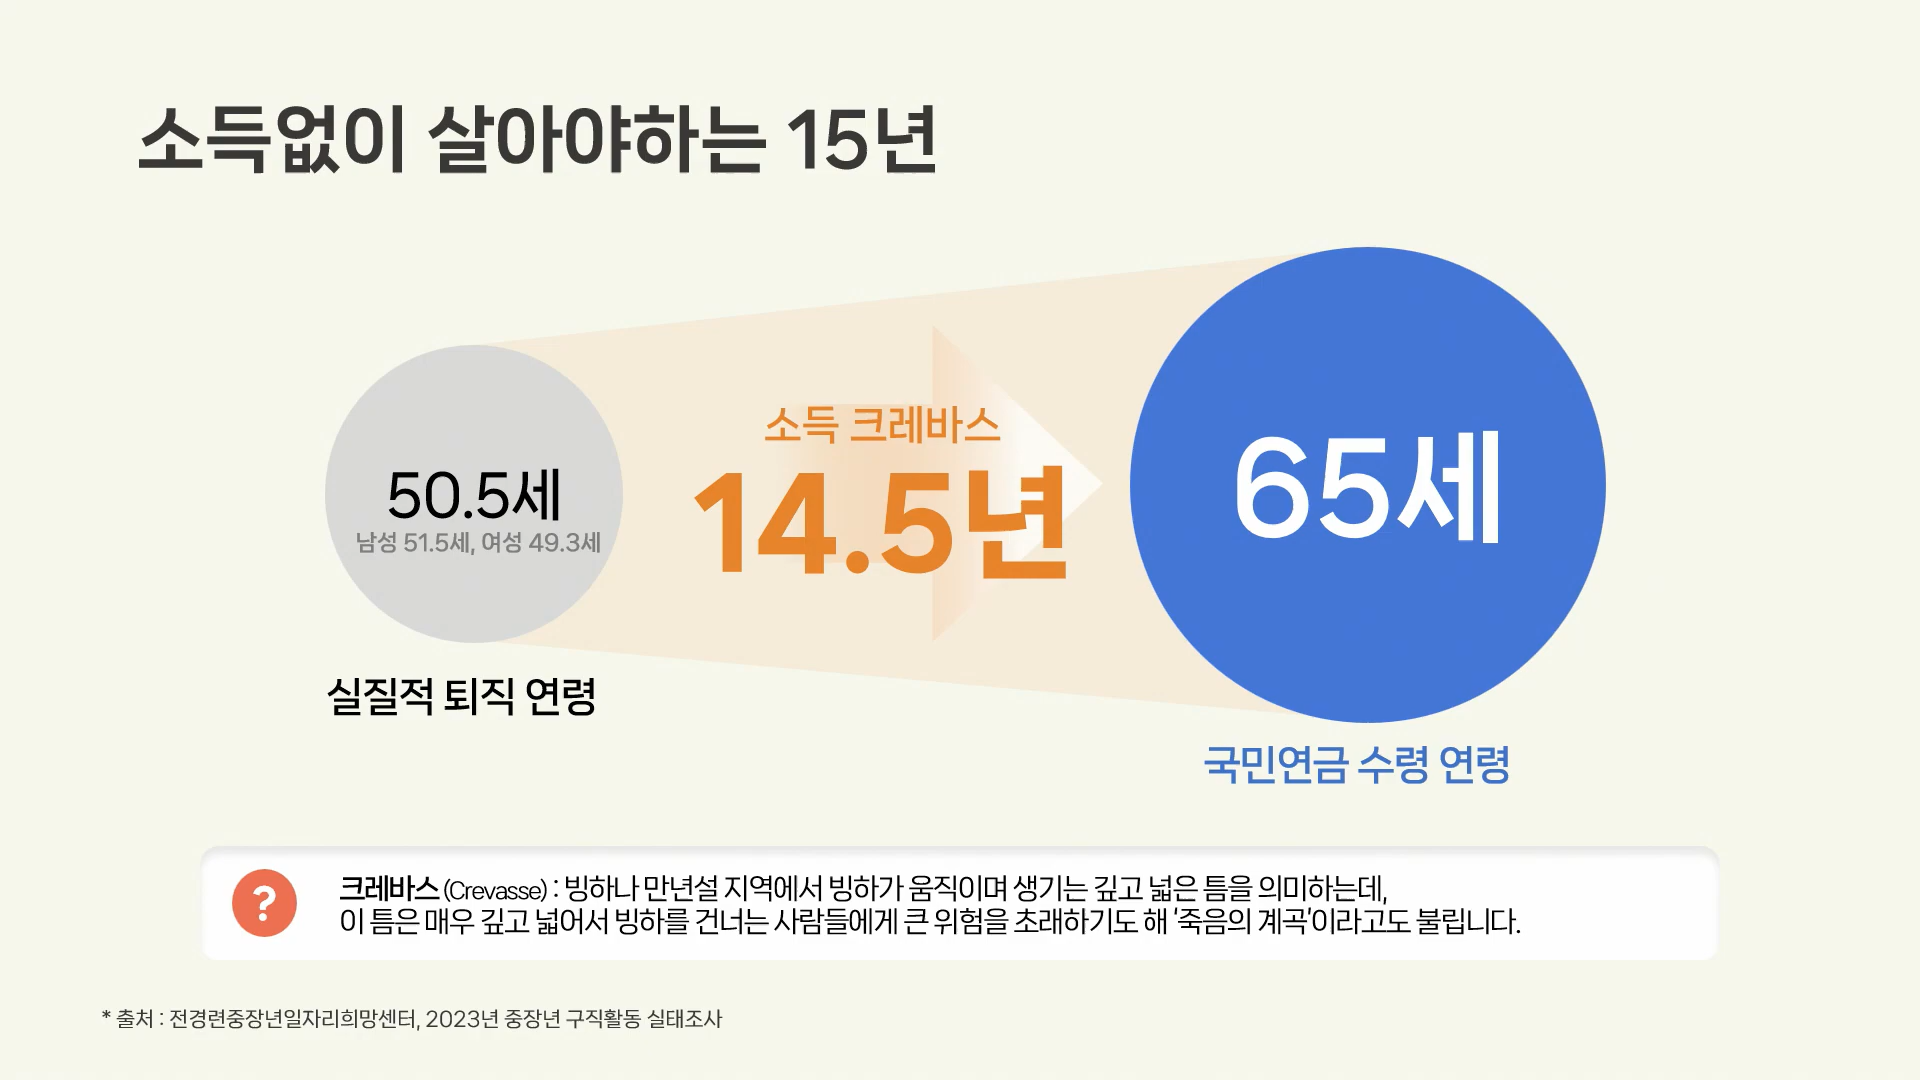 소득없이 살아야하는 15년
소득 크레바스
14.5년
50.5세
남성 51.5세, 여성 49.3세
65세
실질적 퇴직 연령
국민연금 수령 연령
?
크레바스 (Crevasse) : 빙하나 만년설 지역에서 빙하가 움직이며 생기는 깊고 넓은 틈을 의미하는데,
이 틈은 매우 깊고 넓어서 빙하를 건너는 사람들에게 큰 위험을 초래하기도 해 '죽음의 계곡'이라고도 불립니다.
* 출처 : 전경련중장년일자리희망센터, 2023년 중장년 구직활동 실태조사